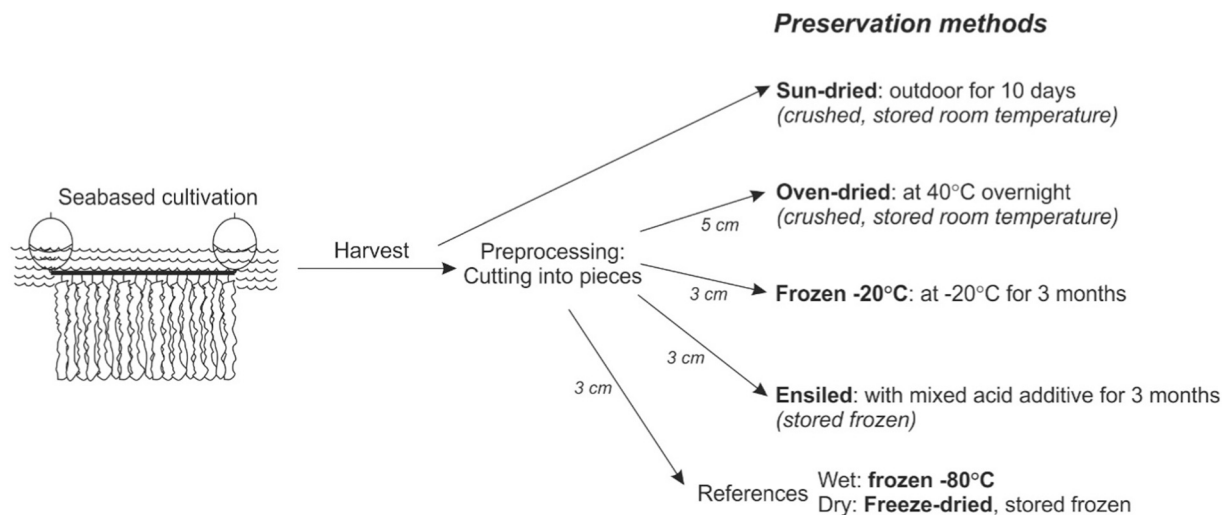 Preservation methods
Sun-dried: outdoor for 10 days
(crushed, stored room temperature)
Seabased cultivation
Oven-dried: at 40°C overnight
(crushed, stored room temperature)
5 cm
Harvest
Preprocessing:
Cutting into pieces
3 cm
Frozen -20°C: at -20°C for 3 months
3 cm
3 cm
Ensiled: with mixed acid additive for 3 months
(stored frozen)
References
Wet: frozen -80°C
Dry: Freeze-dried, stored frozen